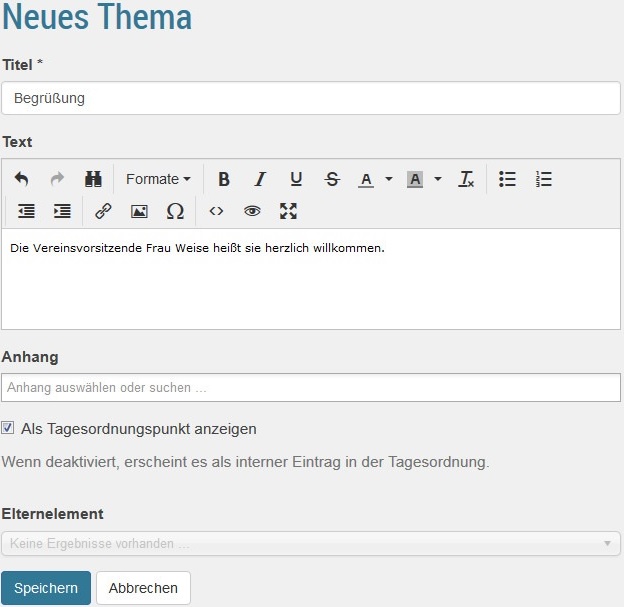 Neues Thema
Titel *
Begrüßung
Text
Formate
B I U S A A Ix
Ω <>
Die Vereinsvorsitzende Frau Weise heißt sie herzlich willkommen.
Anhang
Anhang auswählen oder suchen ...
Als Tagesordnungspunkt anzeigen
Wenn deaktiviert, erscheint es als interner Eintrag in der Tagesordnung.
Elternelement
Keine Ergebnisse vorhanden ...
Speichern Abbrechen